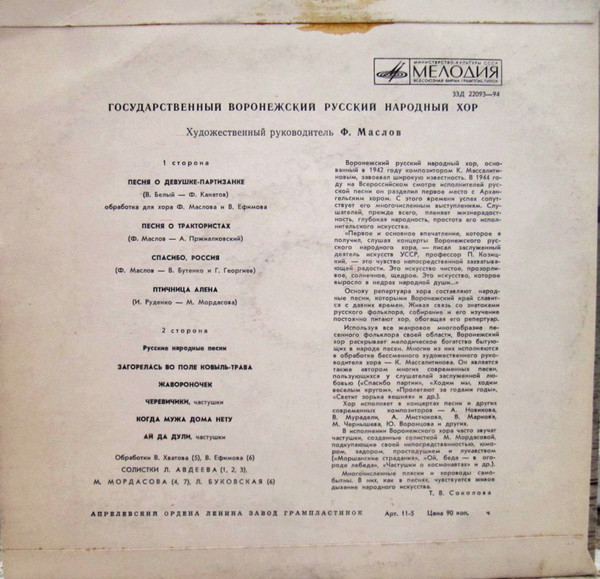 МИНИСТЕРСТВО КУЛЬТУРЫ СССР
МЕЛОДИЯ
ВСЕСОЮЗНАЯ ФИРМА ГРАМПЛАСТИНОК
33Д 22093—94
ГОСУДАРСТВЕННЫЙ ВОРОНЕЖСКИЙ РУССКИЙ НАРОДНЫЙ ХОР
Художественный руководитель Ф. Маслов
1 сторона
ПЕСНЯ О ДЕВУШКЕ-ПАРТИЗАНКЕ
(В. Белый — Ф. Канатов)
обработка для хора Ф. Маслова и В. Ефимова
ПЕСНЯ О ТРАКТОРИСТАХ
(Ф. Маслов — А. Пржиялковский)
СПАСИБО, РОССИЯ
(Ф. Маслов — В. Бутенко и Г. Георгиев)
ПТИЧНИЦА АЛЕНА
(И. Руденко — М. Мордасова)
2 сторона
Русские народные песни
ЗАГОРЕЛАСЬ ВО ПОЛЕ КОВЫЛЬ-ТРАВА
ЖАВОРОНОЧЕК
ЧЕРЕВИЧКИ, частушки
КОГДА МУЖА ДОМА НЕТУ
АЙ ДА ДУЛИ, частушки
Обработки В. Хватова (5), В. Ефимова (6)
СОЛИСТКИ Л. АВДЕЕВА (1, 2, 3),
М. МОРДАСОВА (4, 7), Л. БУКОВСКАЯ (6)
Воронежский русский народный хор, основан-
ный в 1942 году композитором К. Массалити-
новым, завоевал широкую известность. В 1944 го-
ду на Всероссийском смотре исполнителей рус-
ской песни он разделил первое место с Архан-
гельским хором. С этого времени успех сопут-
ствует его многочисленным выступлениям. Слу-
шателей, прежде всего, пленяет жизнерадост-
ность, глубокая народность, простота его испол-
нительского искусства.
«Первое и основное впечатление, которое я
получил, слушая концерты Воронежского рус-
ского народного хора, — писал заслуженный
деятель искусств УССР, профессор П. Козиц-
кий, — это чувство непосредственной захватыва-
ющей радости. Это искусство чистое, прозорли-
вое, солнечное, щедрое. Это искусство, которое
выросло в недрах народной души...»
Основу репертуара хора составляют народ-
ные песни, которыми Воронежский край славит-
ся с давних времен. Живая связь со знатоками
русского фольклора, собирание и его изучение
постоянно питают хор, обогащая его репертуар.
Используя все жанровое многообразие пе-
сенного фольклора своей области, Воронежский
хор раскрывает мелодическое богатство бытую-
щих в народе песен. Многие из них исполняются
в обработке бессменного художественного руко-
водителя — К. Массалитинова. Он является
также автором многих современных песен,
пользующихся у слушателей заслуженной лю-
бовью («Спасибо партии», «Ходим мы, ходим
веселым кругом», «Пролетают за годами годы»,
«Светит зорька вешняя» и др.).
Хор исполняет в концертах песни и других
современных композиторов — А. Новикова,
В. Мурадели, А. Мистюкова, В. Маркова,
М. Чернышева, Ю. Воронцова и других.
В исполнении Воронежского хора часто звучат
частушки, созданные солисткой М. Мордасовой,
подкупающие своей непосредственностью, юмо-
ром, задором, простодушием и лукавством
(«Моршанские страдания», «Ой, беда — в ого-
роде лебеда», «Частушки о космонавтах» и др.).
Многочисленные пляски и хороводы самобы-
тны. В них, как в песнях, чувствуется живое
дыхание народного искусства.
Т. В. Соколова
АПРЕЛЕВСКИЙ ОРДЕНА ЛЕНИНА ЗАВОД ГРАМПЛАСТИНОК Арт. 11-5 Цена 90 коп. ч